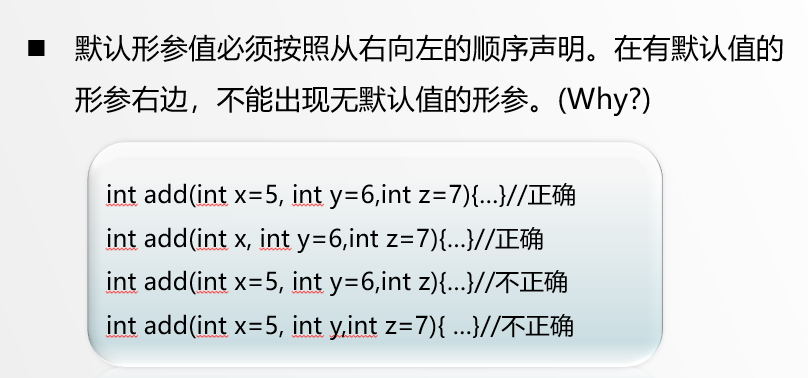 ■ 默认形参值必须按照从右向左的顺序声明。在有默认值的
形参右边，不能出现无默认值的形参。(Why?)
int add(int x=5, int y=6,int z=7){…}//正确
int add(int x, int y=6,int z=7){…}//正确
int add(int x=5, int y=6,int z){…}//不正确
int add(int x=5, int y,int z=7){ …}//不正确